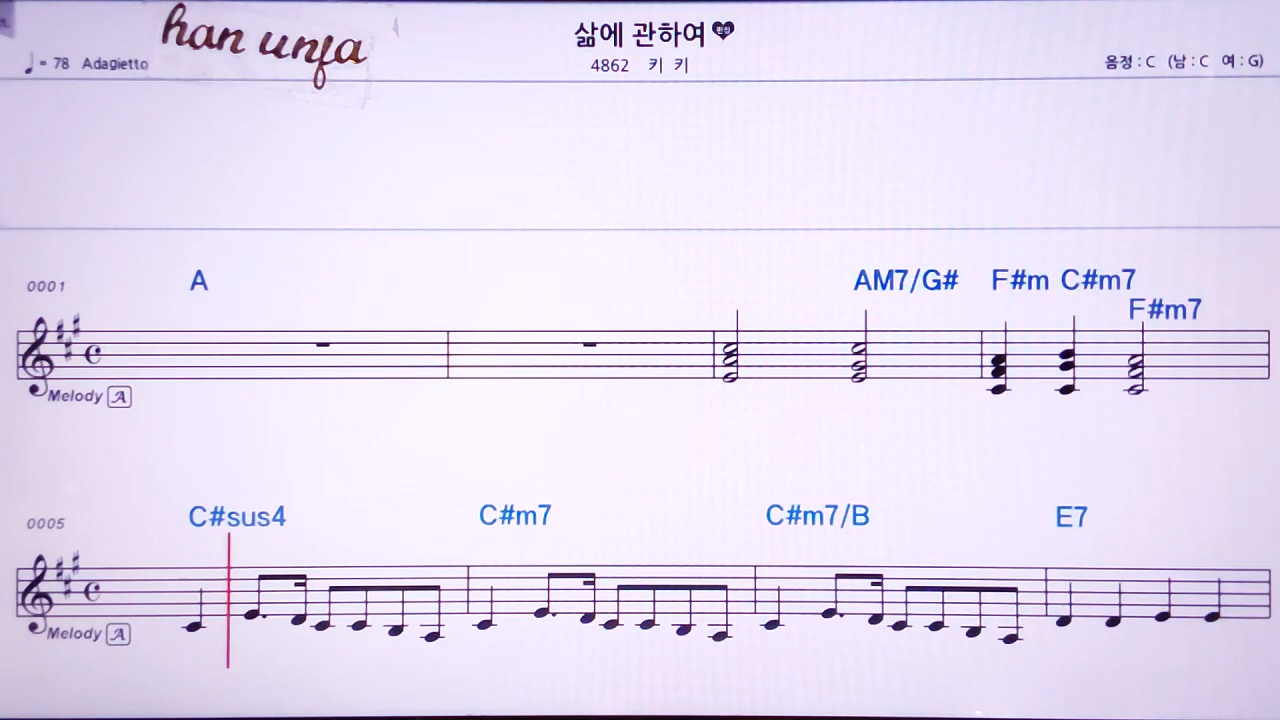 han unfa
삶에 관하여
♩= 78 Adagietto
4862 키 키
음정 : C (남 : C 여 : G)
0001
A
AM7/G#
F#m
C#m7
F#m7
Melody A
0005
C#sus4
C#m7
C#m7/B
E7
Melody A